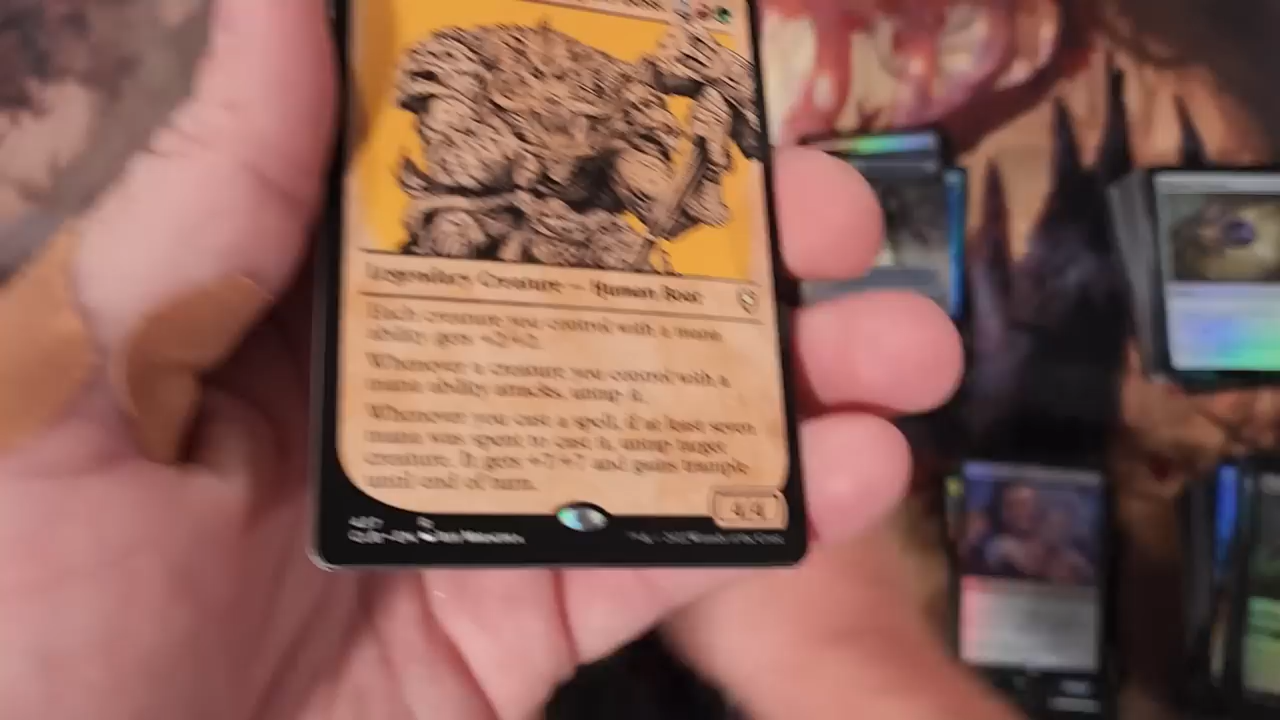 Legendary Creature — Human Boar
Each creature you control with a mana
ability gets +2/+2.
Whenever a creature you control with a
mana ability attacks, untap it.
Whenever you cast a spell, if at least seven
mana was spent to cast it, untap target
creature. It gets +7/+7 and gains trample
until end of turn.
4/4